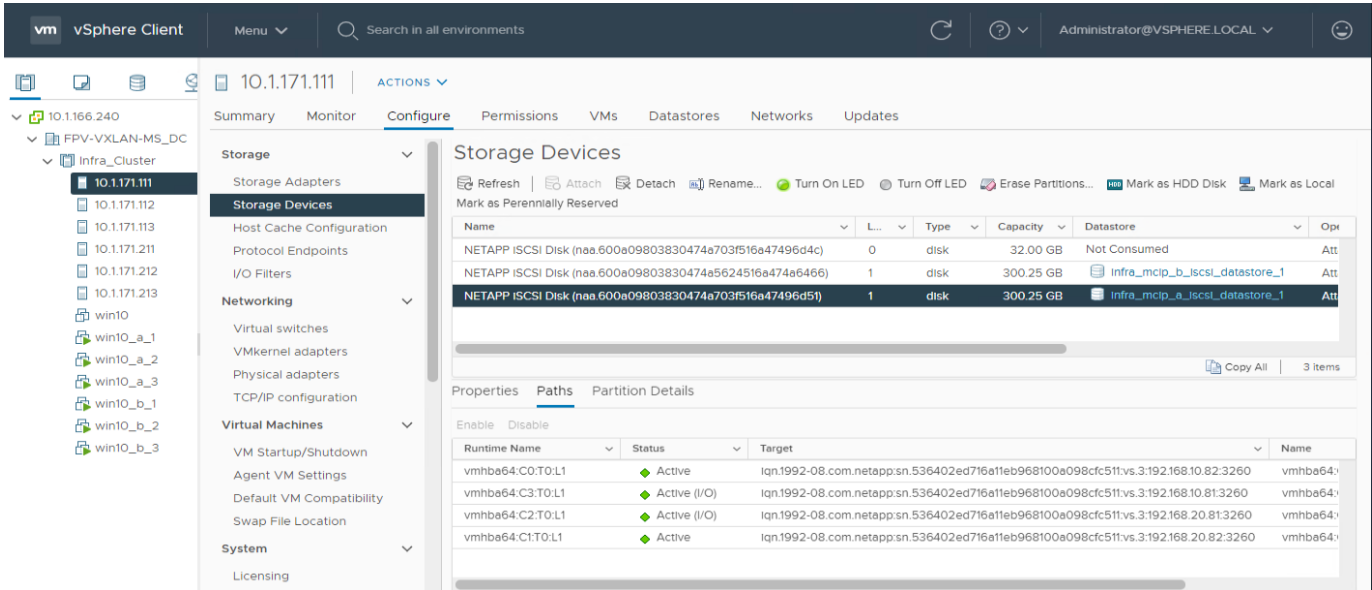 vm vSphere Client Menu Search in all environments Administrator@VSPHERE.LOCAL
10.1.171.111 ACTIONS
Summary Monitor Configure Permissions VMs Datastores Networks Updates
10.1.166.240
FPV-VXLAN-MS_DC
Infra_Cluster
10.1.171.111
10.1.171.112
10.1.171.113
10.1.171.211
10.1.171.212
10.1.171.213
win10
win10_a_1
win10_a_2
win10_a_3
win10_b_1
win10_b_2
win10_b_3
Storage
Storage Adapters
Storage Devices
Host Cache Configuration
Protocol Endpoints
I/O Filters
Networking
Virtual switches
VMkernel adapters
Physical adapters
TCP/IP configuration
Virtual Machines
VM Startup/Shutdown
Agent VM Settings
Default VM Compatibility
Swap File Location
System
Licensing
Storage Devices
Refresh Attach Detach Rename... Turn On LED Turn Off LED Erase Partitions... HDD Mark as HDD Disk Mark as Local
Mark as Perennially Reserved
Name L... Type Capacity Datastore Ope
NETAPP iSCSI Disk (naa.600a09803830474a703f516a47496d4c) 0 disk 32.00 GB Not Consumed Att
NETAPP iSCSI Disk (naa.600a09803830474a5624516a474a6466) 1 disk 300.25 GB infra_mcip_b_iscsi_datastore_1 Att
NETAPP iSCSI Disk (naa.600a09803830474a703f516a47496d51) 1 disk 300.25 GB infra_mcip_a_iscsi_datastore_1 Att
Copy All 3 items
Properties Paths Partition Details
Enable Disable
Runtime Name Status Target Name
vmhba64:C0:T0:L1 Active iqn.1992-08.com.netapp:sn.536402ed716a11eb968100a098cfc511:vs.3:192.168.10.82:3260 vmhba64:
vmhba64:C3:T0:L1 Active (I/O) iqn.1992-08.com.netapp:sn.536402ed716a11eb968100a098cfc511:vs.3:192.168.10.81:3260 vmhba64:
vmhba64:C2:T0:L1 Active (I/O) iqn.1992-08.com.netapp:sn.536402ed716a11eb968100a098cfc511:vs.3:192.168.20.81:3260 vmhba64:
vmhba64:C1:T0:L1 Active iqn.1992-08.com.netapp:sn.536402ed716a11eb968100a098cfc511:vs.3:192.168.20.82:3260 vmhba64: